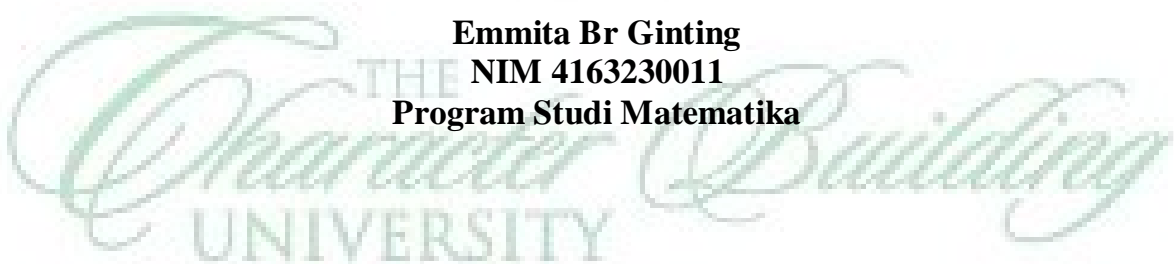 Emmita Br Ginting
NIM 4163230011
Program Studi Matematika
THE
Character Building
UNIVERSITY